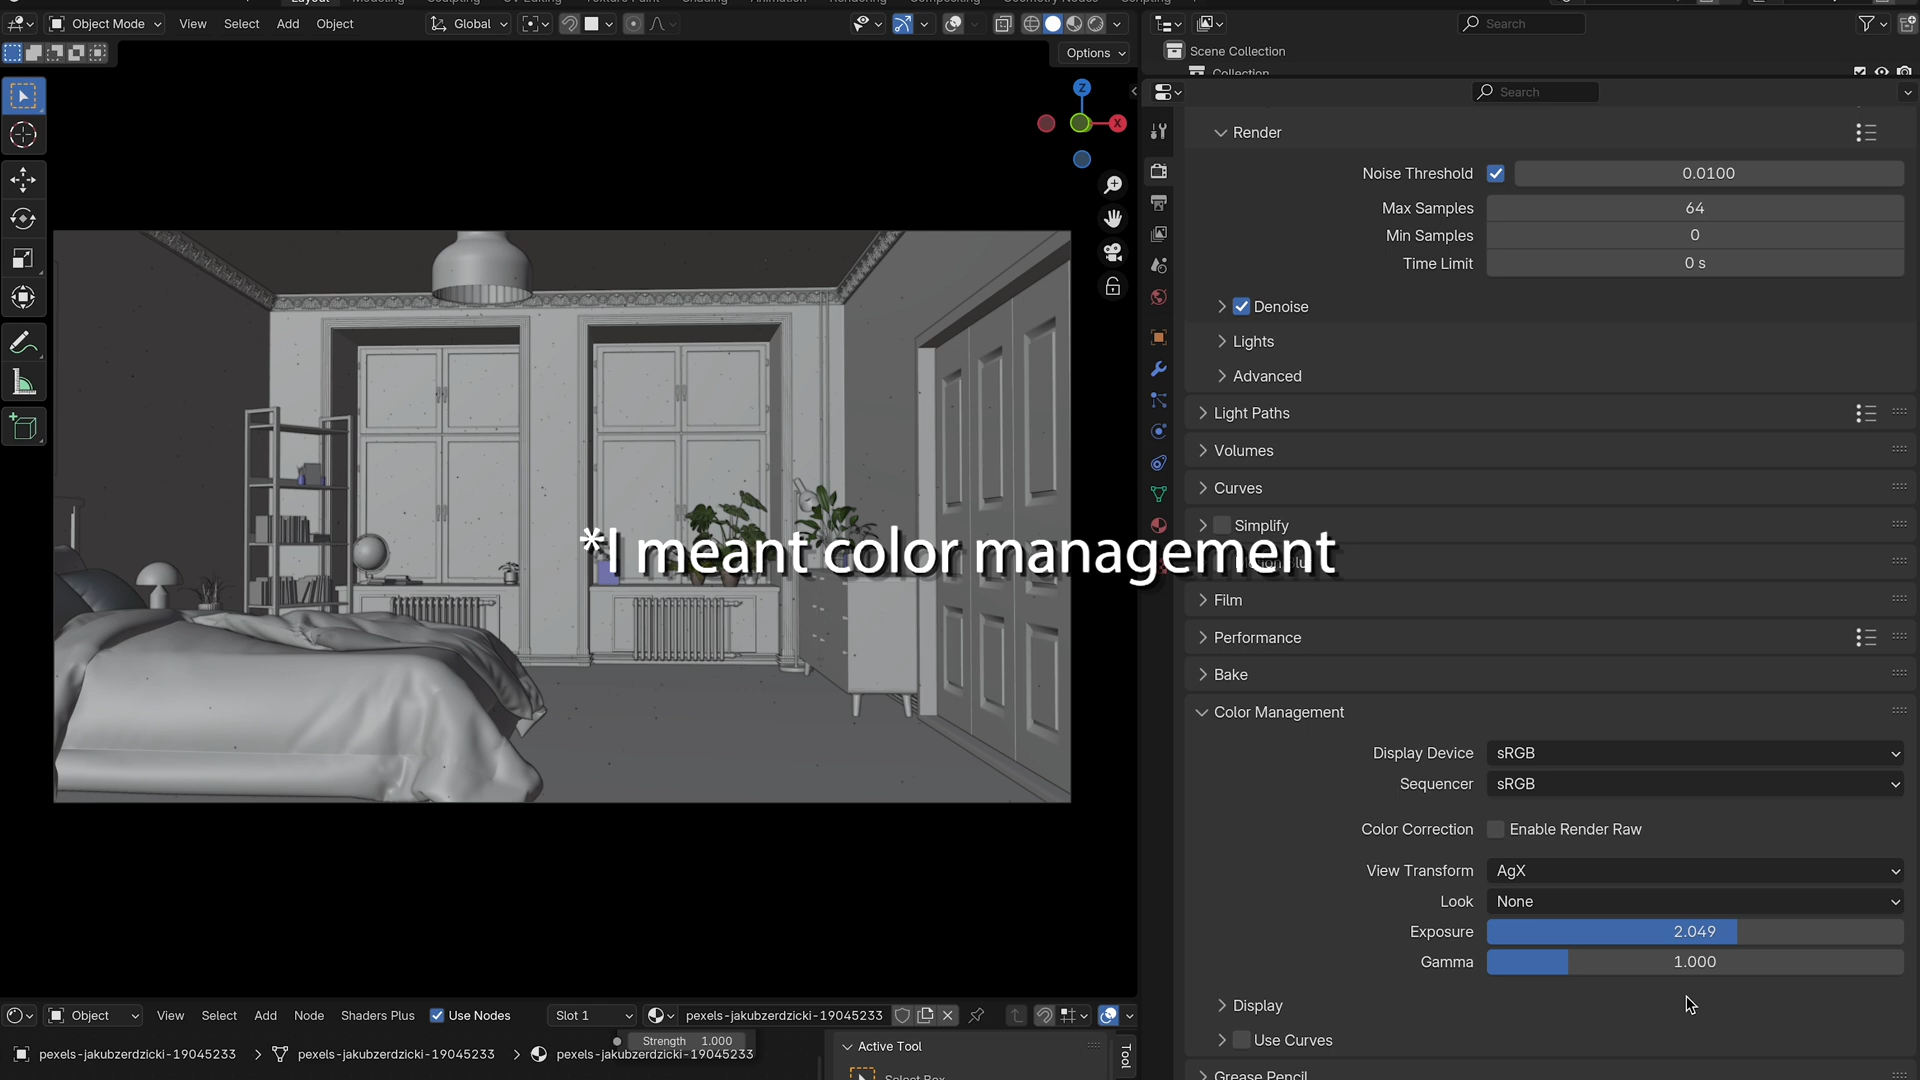 Object Mode
View
Select
Add
Object
Global
Search
Options
Scene Collection
Collection
Search
Render
Noise Threshold
0.0100
Max Samples
64
Min Samples
0
Time Limit
0 s
Denoise
Lights
Advanced
Light Paths
Volumes
Curves
Simplify
*I meant color management
Film
Performance
Bake
Color Management
Display Device
sRGB
Sequencer
sRGB
Color Correction
Enable Render Raw
View Transform
AgX
Look
None
Exposure
2.049
Gamma
1.000
Display
Use Curves
Grease Pencil
Z
X
Object
View
Select
Add
Node
Shaders Plus
Use Nodes
Slot 1
pexels-jakubzerdzicki-19045233
Strength 1.000
pexels-jakubzerdzicki-19045233
pexels-jakubzerdzicki-19045233
pexels-jakubzerdzicki-19045233
Active Tool
Select Box
Tool